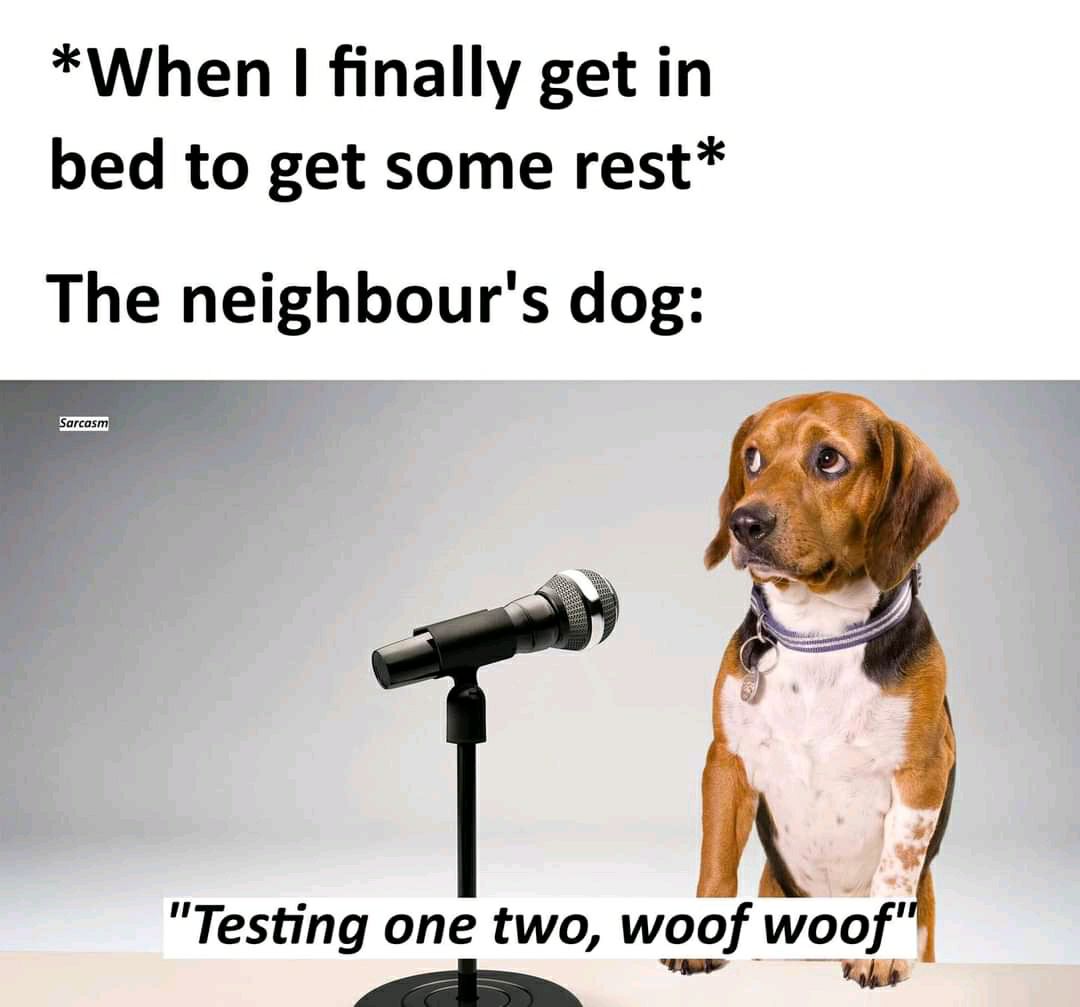 *When I finally get in
bed to get some rest*
The neighbour's dog:
Sarcasm
"Testing one two, woof woof"